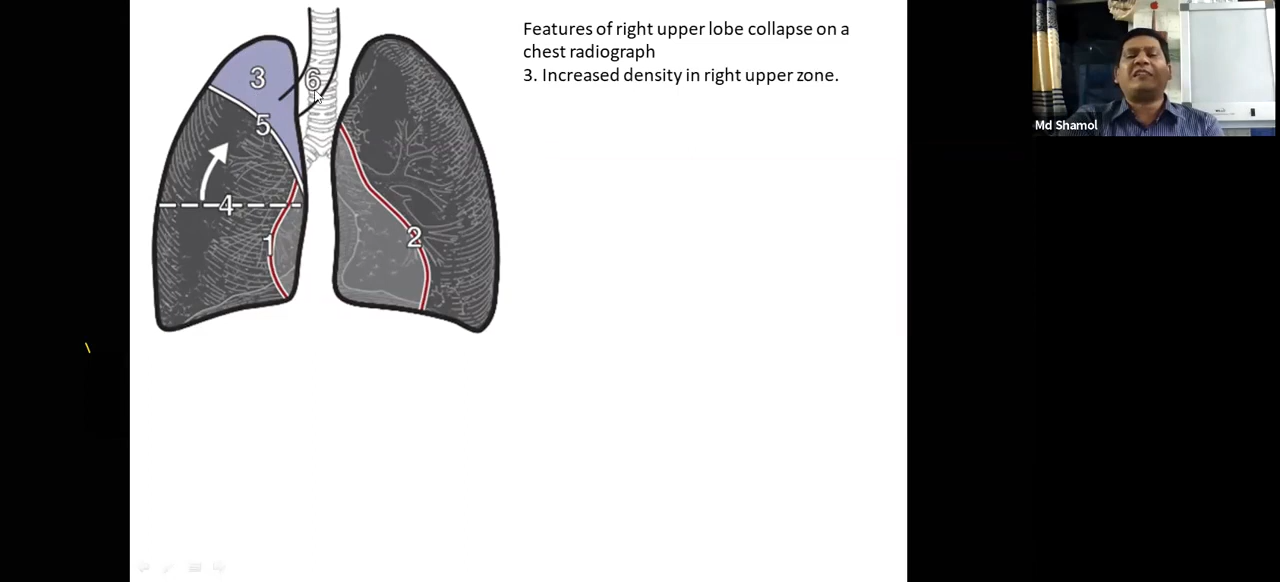 Features of right upper lobe collapse on a
chest radiograph
3. Increased density in right upper zone.
3
6
5
4
1
2
Md Shamol